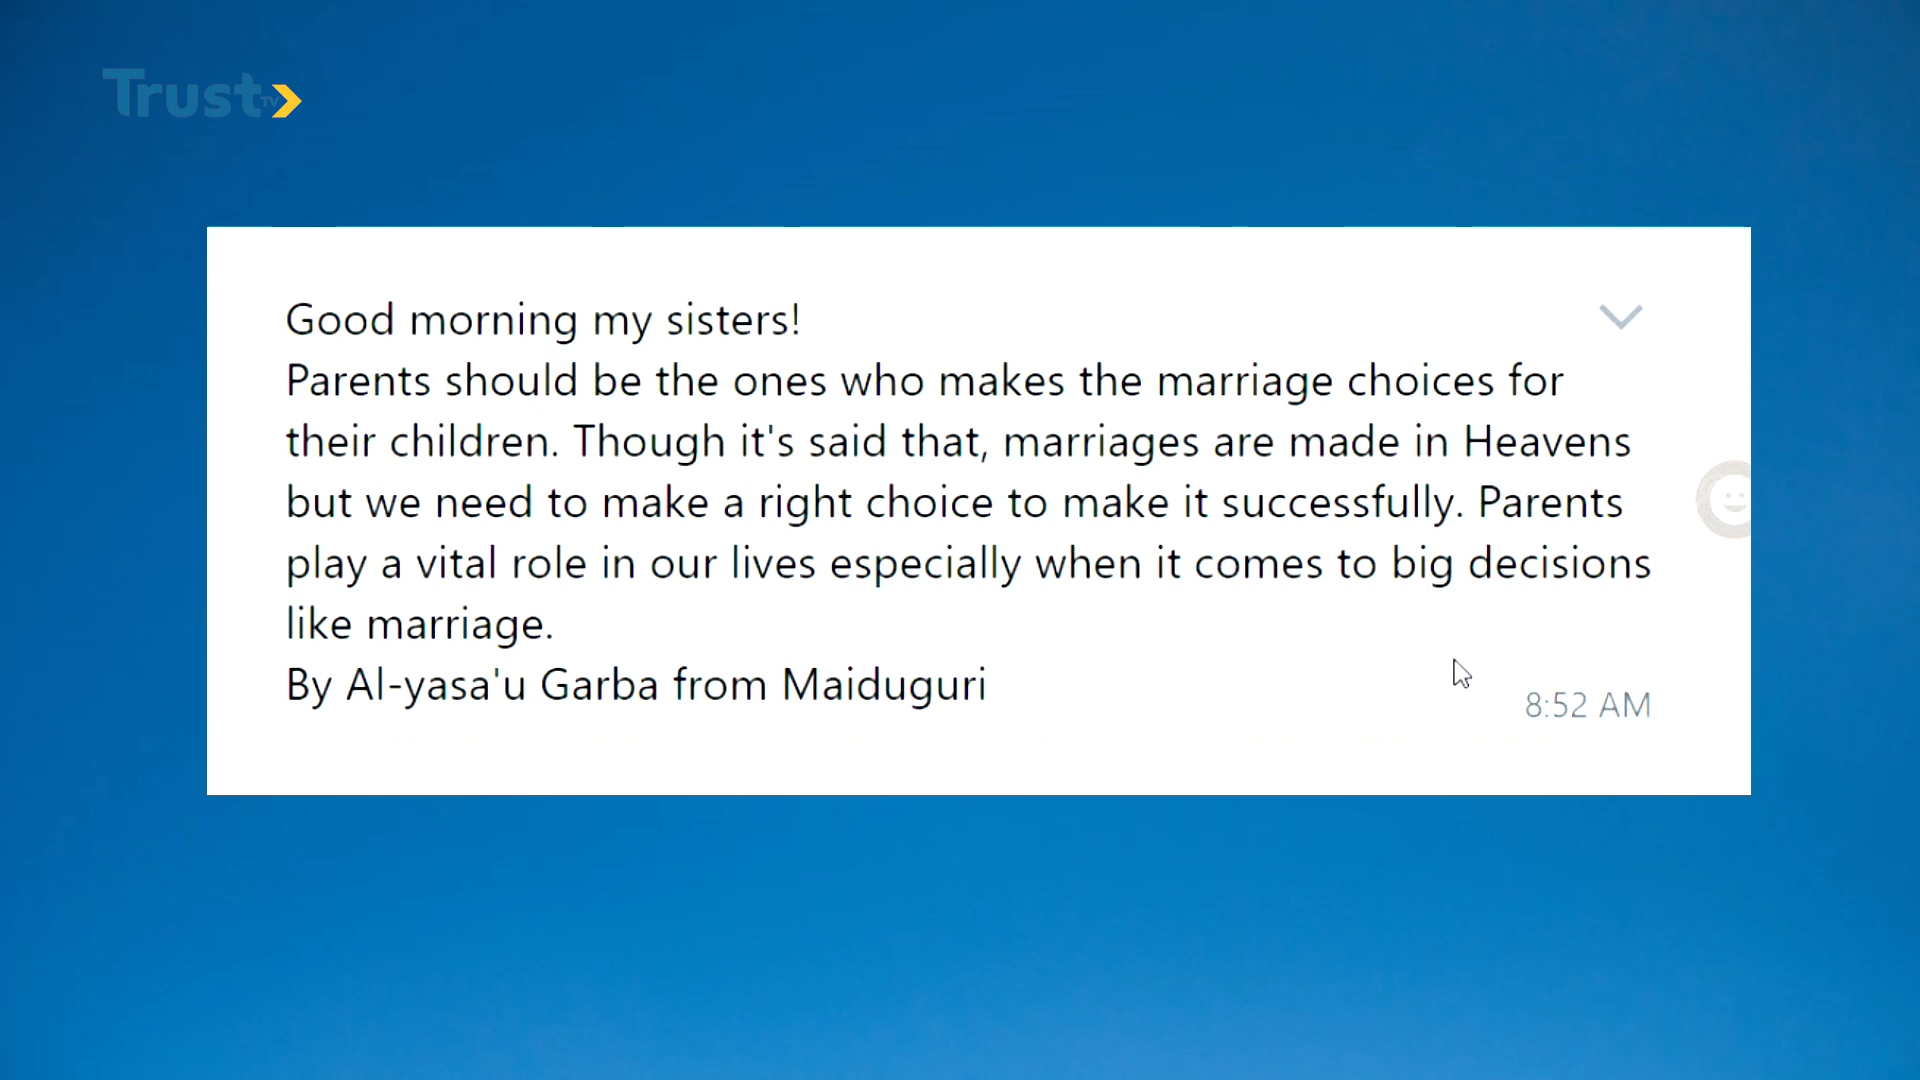 Trust TV
Good morning my sisters!
Parents should be the ones who makes the marriage choices for
their children. Though it's said that, marriages are made in Heavens
but we need to make a right choice to make it successfully. Parents
play a vital role in our lives especially when it comes to big decisions
like marriage.
By Al-yasa'u Garba from Maiduguri
8:52 AM